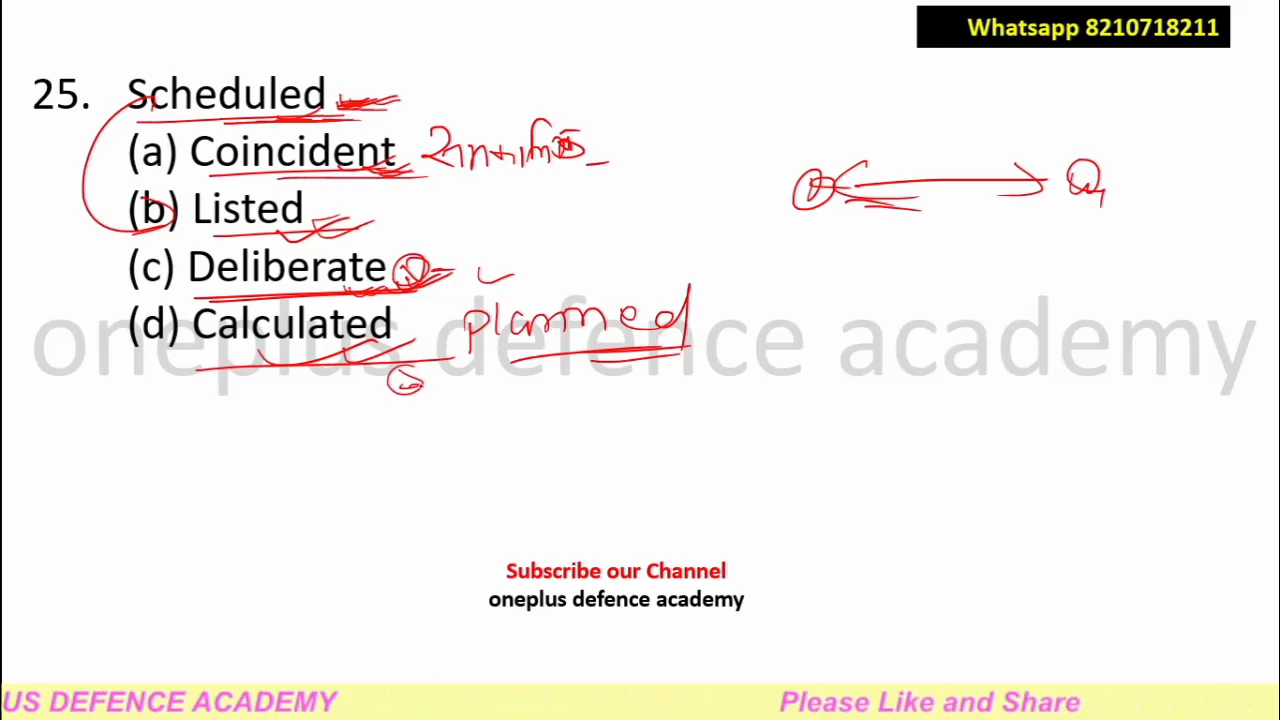 Whatsapp 8210718211
25. Scheduled
(a) Coincident
(b) Listed
(c) Deliberate
(d) Calculated
planned
oneplus defence academy
Subscribe our Channel
oneplus defence academy
US DEFENCE ACADEMY
Please Like and Share